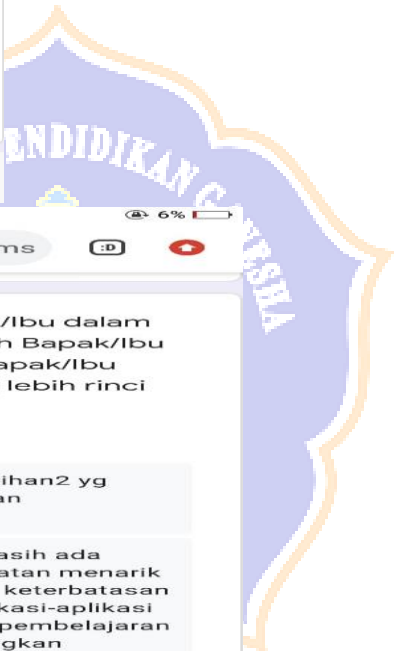 ENDIDIKAN GANESHA
6%
ms
:D
/Ibu dalam
h Bapak/Ibu
apak/Ibu
lebih rinci
ihan2 yg
an
asih ada
atan menarik
keterbatasan
kasi-aplikasi
pembelajaran
gkan